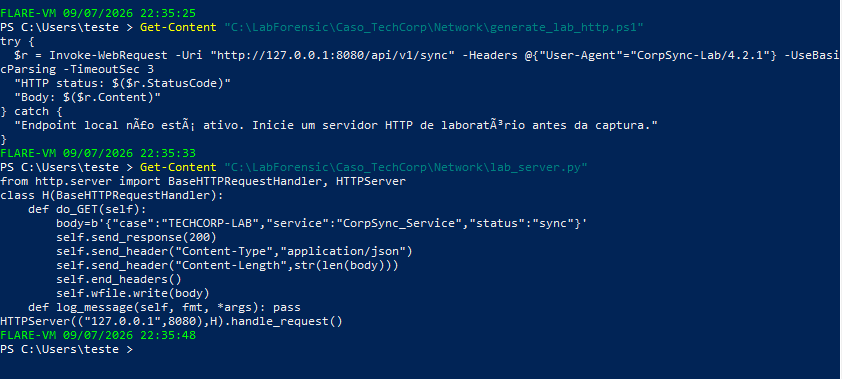 FLARE-VM 09/07/2026 22:35:25
PS C:\Users\teste > Get-Content "C:\LabForensic\Caso_TechCorp\Network\generate_lab_http.ps1"
try {
  $r = Invoke-WebRequest -Uri "http://127.0.0.1:8080/api/v1/sync" -Headers @{"User-Agent"="CorpSync-Lab/4.2.1"} -UseBasi
cParsing -TimeoutSec 3
  "HTTP status: $($r.StatusCode)"
  "Body: $($r.Content)"
} catch {
  "Endpoint local nÃ£o estÃ¡ ativo. Inicie um servidor HTTP de laboratÃ³rio antes da captura."
}
FLARE-VM 09/07/2026 22:35:33
PS C:\Users\teste > Get-Content "C:\LabForensic\Caso_TechCorp\Network\lab_server.py"
from http.server import BaseHTTPRequestHandler, HTTPServer
class H(BaseHTTPRequestHandler):
    def do_GET(self):
        body=b'{"case":"TECHCORP-LAB","service":"CorpSync_Service","status":"sync"}'
        self.send_response(200)
        self.send_header("Content-Type","application/json")
        self.send_header("Content-Length",str(len(body)))
        self.end_headers()
        self.wfile.write(body)
    def log_message(self, fmt, *args): pass
HTTPServer(("127.0.0.1",8080),H).handle_request()
FLARE-VM 09/07/2026 22:35:48
PS C:\Users\teste >